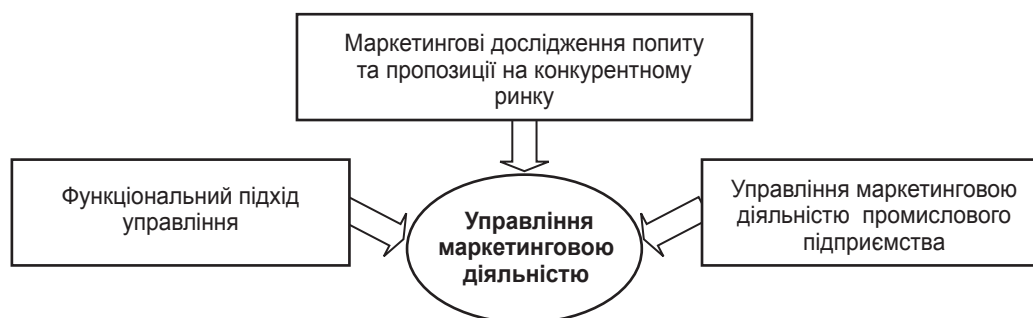 Маркетингові дослідження попиту
та пропозиції на конкурентному
ринку
Функціональний підхід
управління
Управління
маркетинговою
діяльністю
Управління маркетинговою
діяльністю промислового
підприємства